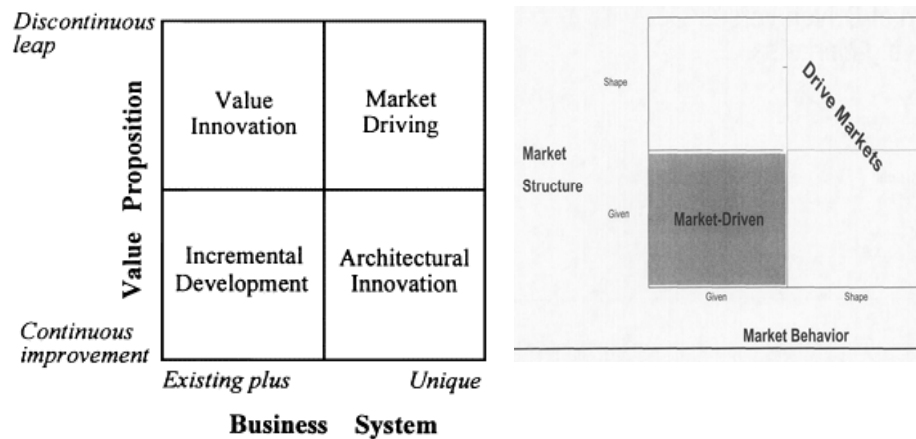 Discontinuous
leap
Value Proposition
Value
Innovation
Market
Driving
Incremental
Development
Architectural
Innovation
Continuous
improvement
Existing plus
Unique
Business System
Shape
Drive Markets
Market
Structure
Given
Market-Driven
Given
Shape
Market Behavior